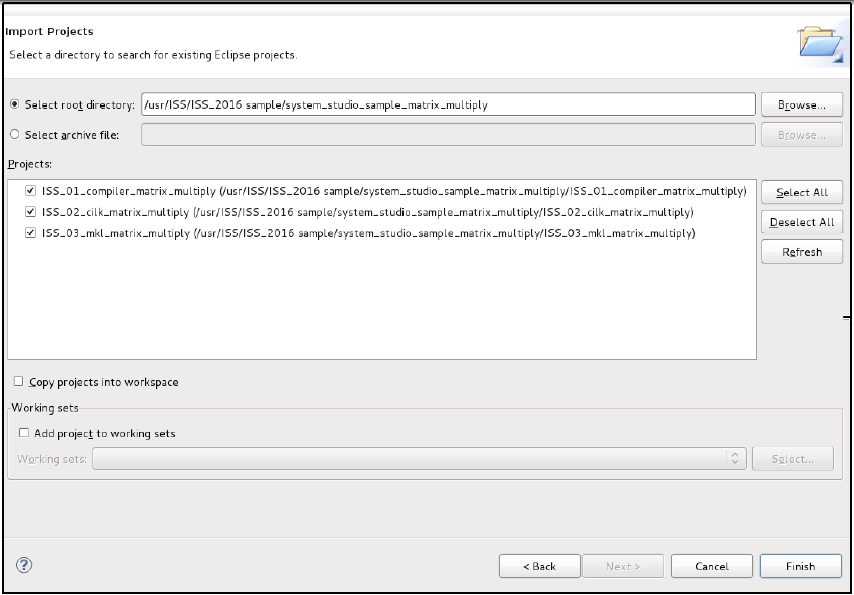 Import Projects
Select a directory to search for existing Eclipse projects.
Select root directory: /usr/ISS/ISS_2016 sample/system_studio_sample_matrix_multiply Browse...
Select archive file: Browse...
Projects:
ISS_01_compiler_matrix_multiply (/usr/ISS/ISS_2016 sample/system_studio_sample_matrix_multiply/ISS_01_compiler_matrix_multiply) Select All
ISS_02_cilk_matrix_multiply (/usr/ISS/ISS_2016 sample/system_studio_sample_matrix_multiply/ISS_02_cilk_matrix_multiply)
Deselect All
ISS_03_mkl_matrix_multiply (/usr/ISS/ISS_2016 sample/system_studio_sample_matrix_multiply/ISS_03_mkl_matrix_multiply)
Refresh
Copy projects into workspace
Working sets
Add project to working sets
Working sets: Select...
? < Back Next > Cancel Finish